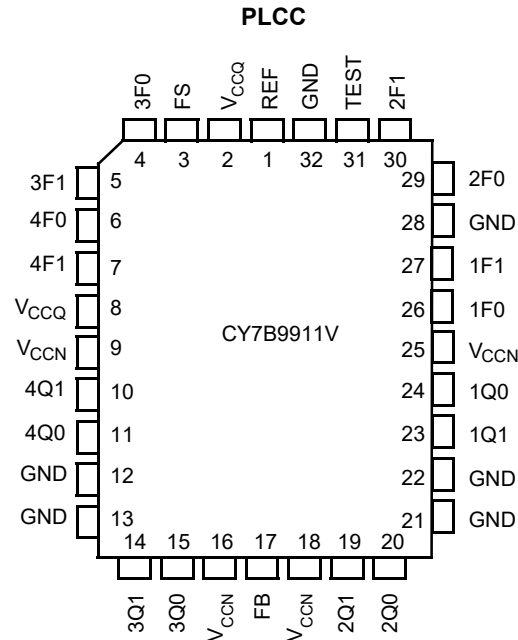 PLCC
3F0 FS VCCQ REF GND TEST 2F1
4 3 2 1 32 31 30
3F1 5 29 2F0
4F0 6 28 GND
4F1 7 27 1F1
VCCQ 8 26 1F0
CY7B9911V
VCCN 9 25 VCCN
4Q1 10 24 1Q0
4Q0 11 23 1Q1
GND 12 22 GND
GND 13 21 GND
14 15 16 17 18 19 20
3Q1 3Q0 VCCN FB VCCN 2Q1 2Q0